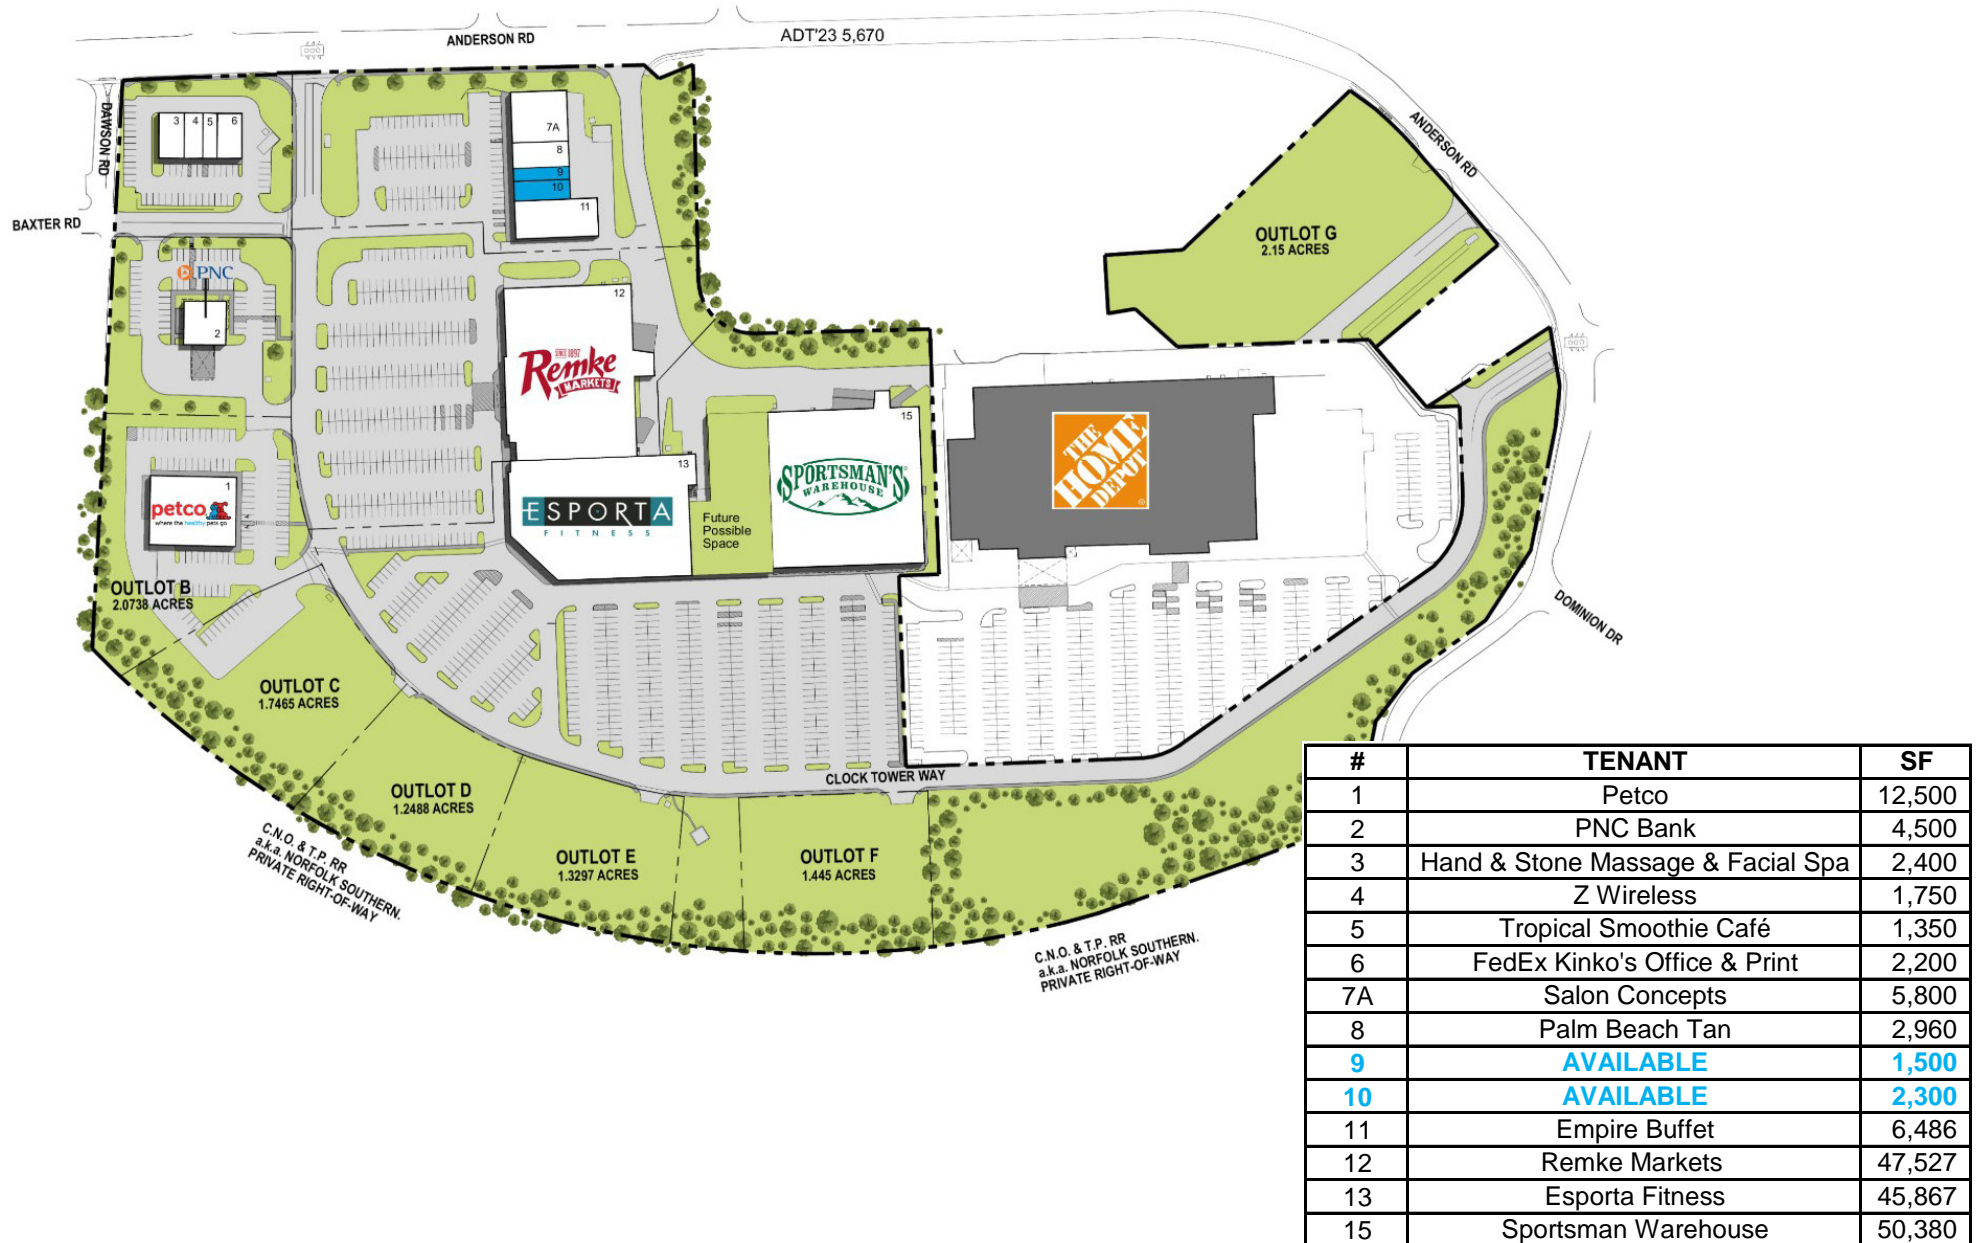 ANDERSON RD
ADT'23 5,670
DAWSON RD
BAXTER RD
ANDERSON RD
DOMINION DR
3 4 5 6
7A
8
9
10
11
PNC
2
12
SINCE 1897
Remke
MARKETS
15
SPORTSMAN'S
WAREHOUSE
THE
HOME
DEPOT
13
ESPORTA
FITNESS
Future
Possible
Space
1
petco
where the healthy pets go
OUTLOT G
2.15 ACRES
OUTLOT B
2.0738 ACRES
OUTLOT C
1.7465 ACRES
OUTLOT D
1.2488 ACRES
OUTLOT E
1.3297 ACRES
OUTLOT F
1.445 ACRES
CLOCK TOWER WAY
C.N.O. & T.P. RR
a.k.a. NORFOLK SOUTHERN.
PRIVATE RIGHT-OF-WAY
C.N.O. & T.P. RR
a.k.a. NORFOLK SOUTHERN.
PRIVATE RIGHT-OF-WAY
# TENANT SF
1 Petco 12,500
2 PNC Bank 4,500
3 Hand & Stone Massage & Facial Spa 2,400
4 Z Wireless 1,750
5 Tropical Smoothie Café 1,350
6 FedEx Kinko's Office & Print 2,200
7A Salon Concepts 5,800
8 Palm Beach Tan 2,960
9 AVAILABLE 1,500
10 AVAILABLE 2,300
11 Empire Buffet 6,486
12 Remke Markets 47,527
13 Esporta Fitness 45,867
15 Sportsman Warehouse 50,380